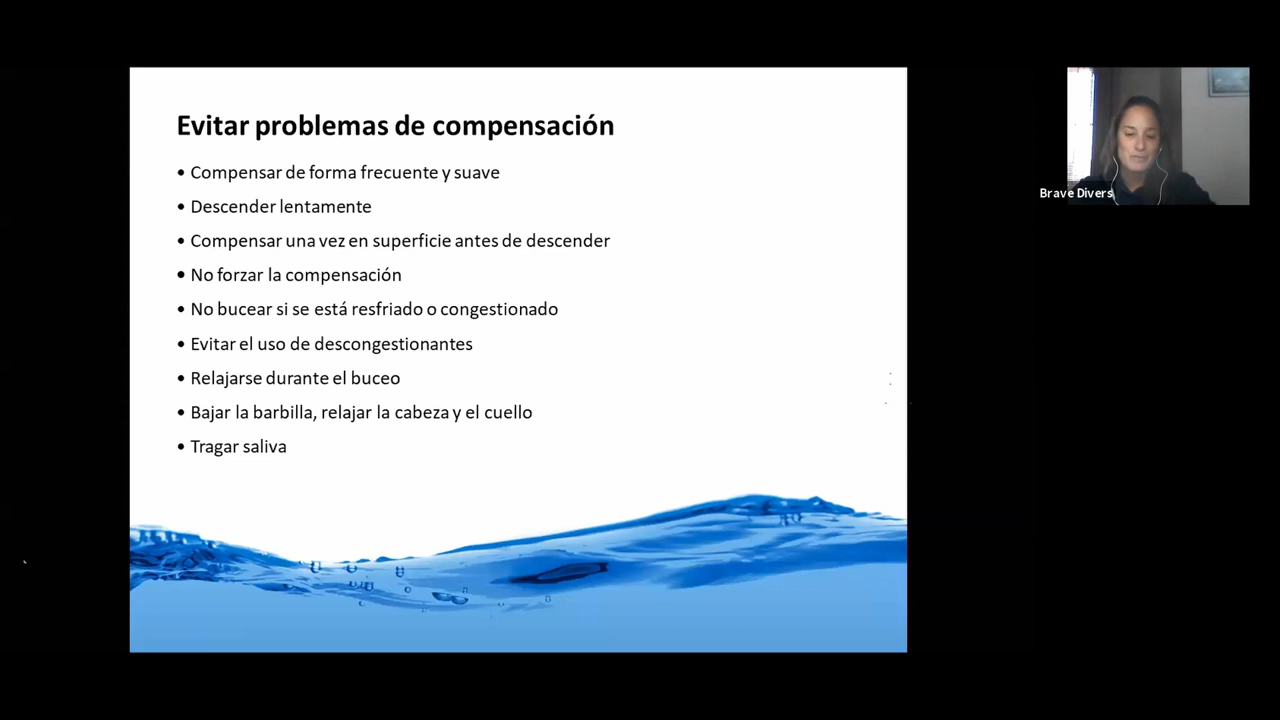 Evitar problemas de compensación
• Compensar de forma frecuente y suave
• Descender lentamente
• Compensar una vez en superficie antes de descender
• No forzar la compensación
• No bucear si se está resfriado o congestionado
• Evitar el uso de descongestionantes
• Relajarse durante el buceo
• Bajar la barbilla, relajar la cabeza y el cuello
• Tragar saliva
Brave Divers